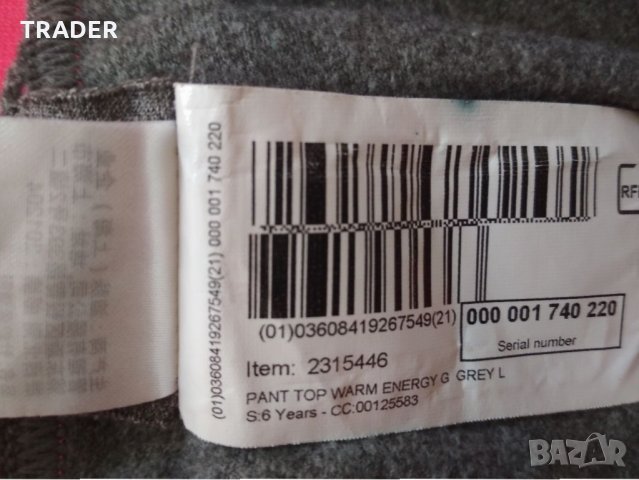 TRADER
(01)03608419267549(21) 000 001 740 220
(01)03608419267549(21)
000 001 740 220
Serial number
Item: 2315446
PANT TOP WARM ENERGY G GREY L
S:6 Years - CC:00125583
BAZAR